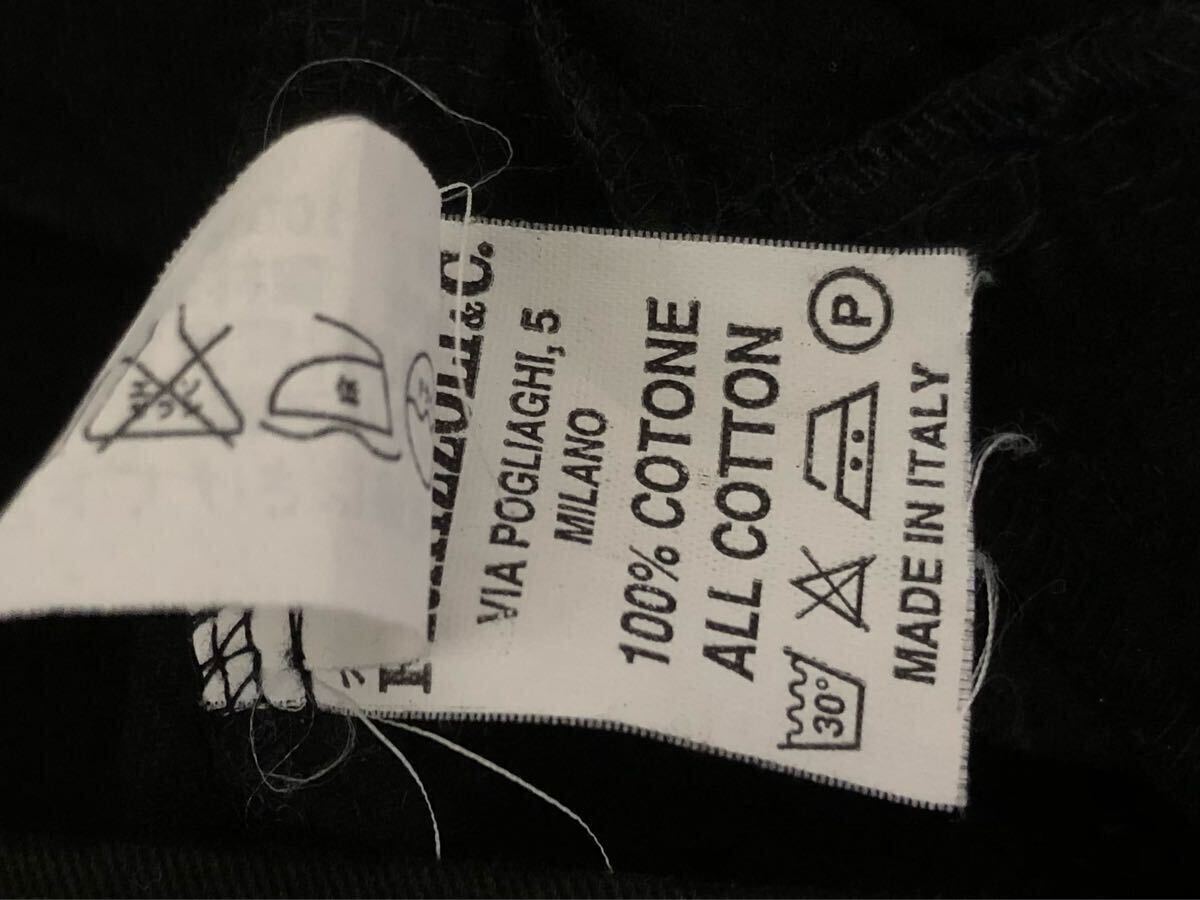 &C.
VIA POGLIAGHI, 5
MILANO
100% COTONE
ALL COTTON
30° P
MADE IN ITALY